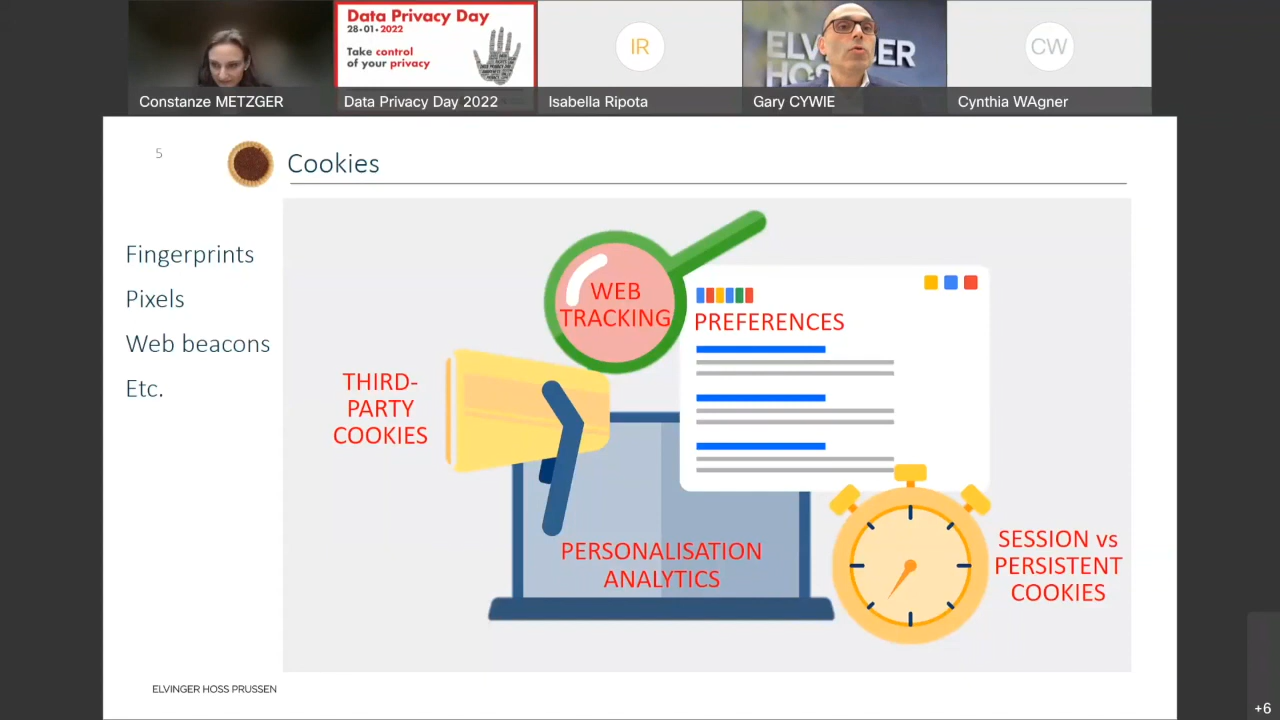 Data Privacy Day
28·01·2022
Take control
of your privacy
IR
ELVINGER
HOSS
CW
Constanze METZGER
Data Privacy Day 2022
Isabella Ripota
Gary CYWIE
Cynthia WAgner
5
Cookies
Fingerprints
Pixels
Web beacons
Etc.
WEB
TRACKING
PREFERENCES
THIRD-
PARTY
COOKIES
PERSONALISATION
ANALYTICS
SESSION vs
PERSISTENT
COOKIES
ELVINGER HOSS PRUSSEN
+6